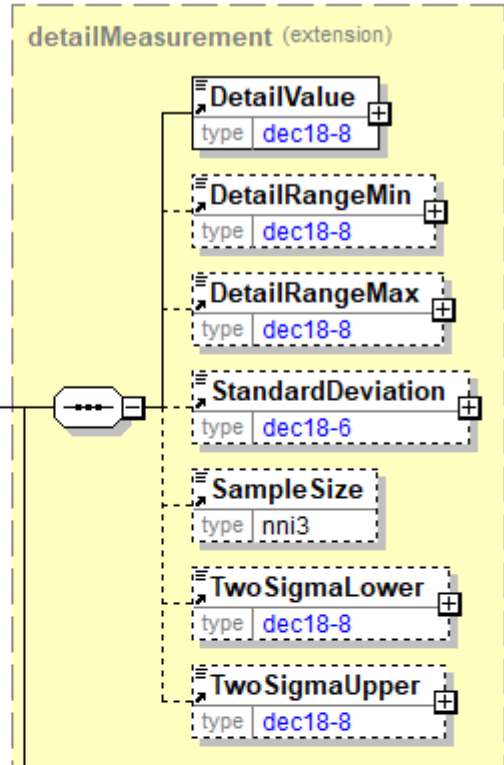 detailMeasurement (extension)
DetailValue
type dec18-8
DetailRangeMin
type dec18-8
DetailRangeMax
type dec18-8
StandardDeviation
type dec18-6
SampleSize
type nni3
TwoSigmaLower
type dec18-8
TwoSigmaUpper
type dec18-8